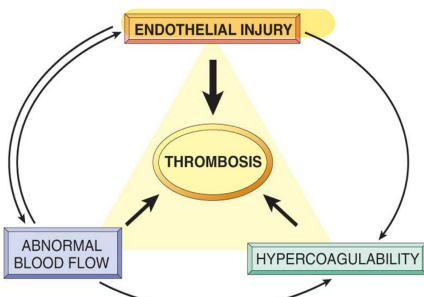 ENDOTHELIAL INJURY
THROMBOSIS
ABNORMAL
BLOOD FLOW
HYPERCOAGULABILITY